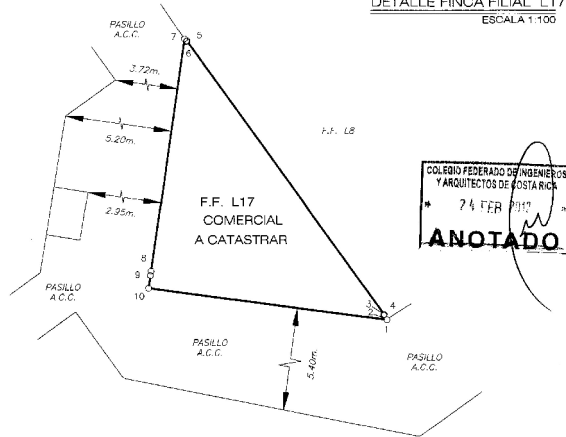 DETALLE FINCA FILIAL L17
ESCALA 1:100
PASILLO
A.C.C.
7
5
6
3.72m.
5.20m.
F.F. L8
COLEGIO FEDERADO DE INGENIEROS
Y ARQUITECTOS DE COSTA RICA
24 FEB 2012
ANOTADO
2.95m.
F.F. L17
COMERCIAL
A CATASTRAR
8
9
10
PASILLO
A.C.C.
3
4
2
1
PASILLO
A.C.C.
5.40m.
PASILLO
A.C.C.